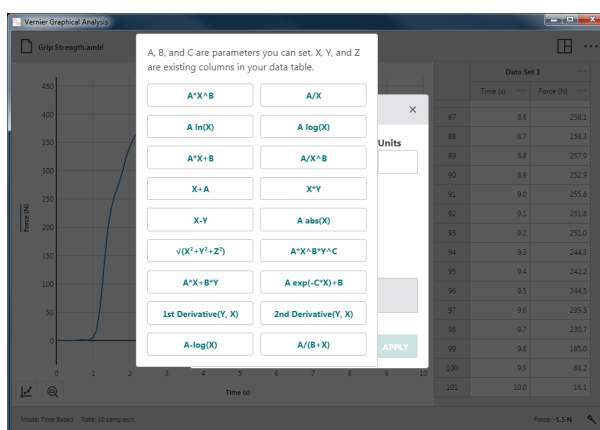 Vernier Graphical Analysis
Grip Strength.ambl
A, B, and C are parameters you can set. X, Y, and Z
are existing columns in your data table.
A*X^B
A/X
A ln(X)
A log(X)
A*X+B
A/X^B
X+A
X*Y
X-Y
A abs(X)
√(X²+Y²+Z²)
A*X^B*Y^C
A*X+B*Y
A exp(-C*X)+B
1st Derivative(Y, X)
2nd Derivative(Y, X)
A-log(X)
A/(B+X)
Units
APPLY
Force (N)
450
400
350
300
250
200
150
100
50
0
0 1 2 3 4 5 6 7 8 9 10
Time (s)
Data Set 1
Time (s) Force (N)
87 8.6 258.1
88 8.7 258.3
89 8.8 257.9
90 8.9 252.9
91 9.0 255.6
92 9.1 251.8
93 9.2 251.0
94 9.3 244.3
95 9.4 242.2
96 9.5 244.5
97 9.6 239.5
98 9.7 230.7
99 9.8 185.0
100 9.9 88.2
101 10.0 16.1
Mode: Time Based Rate: 10 samples/s
Force: -1.5 N